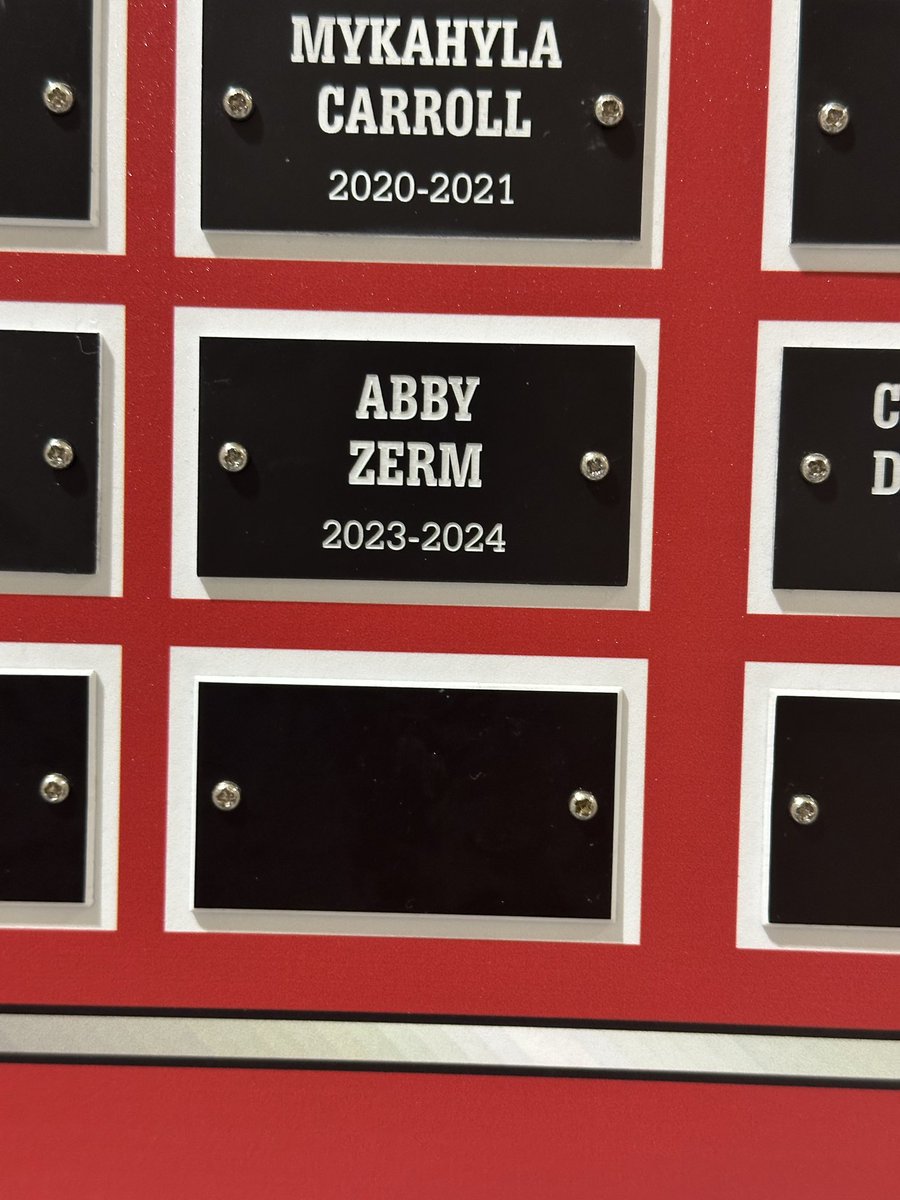 MYKAHYLA
CARROLL
2020-2021
ABBY
ZERM
2023-2024